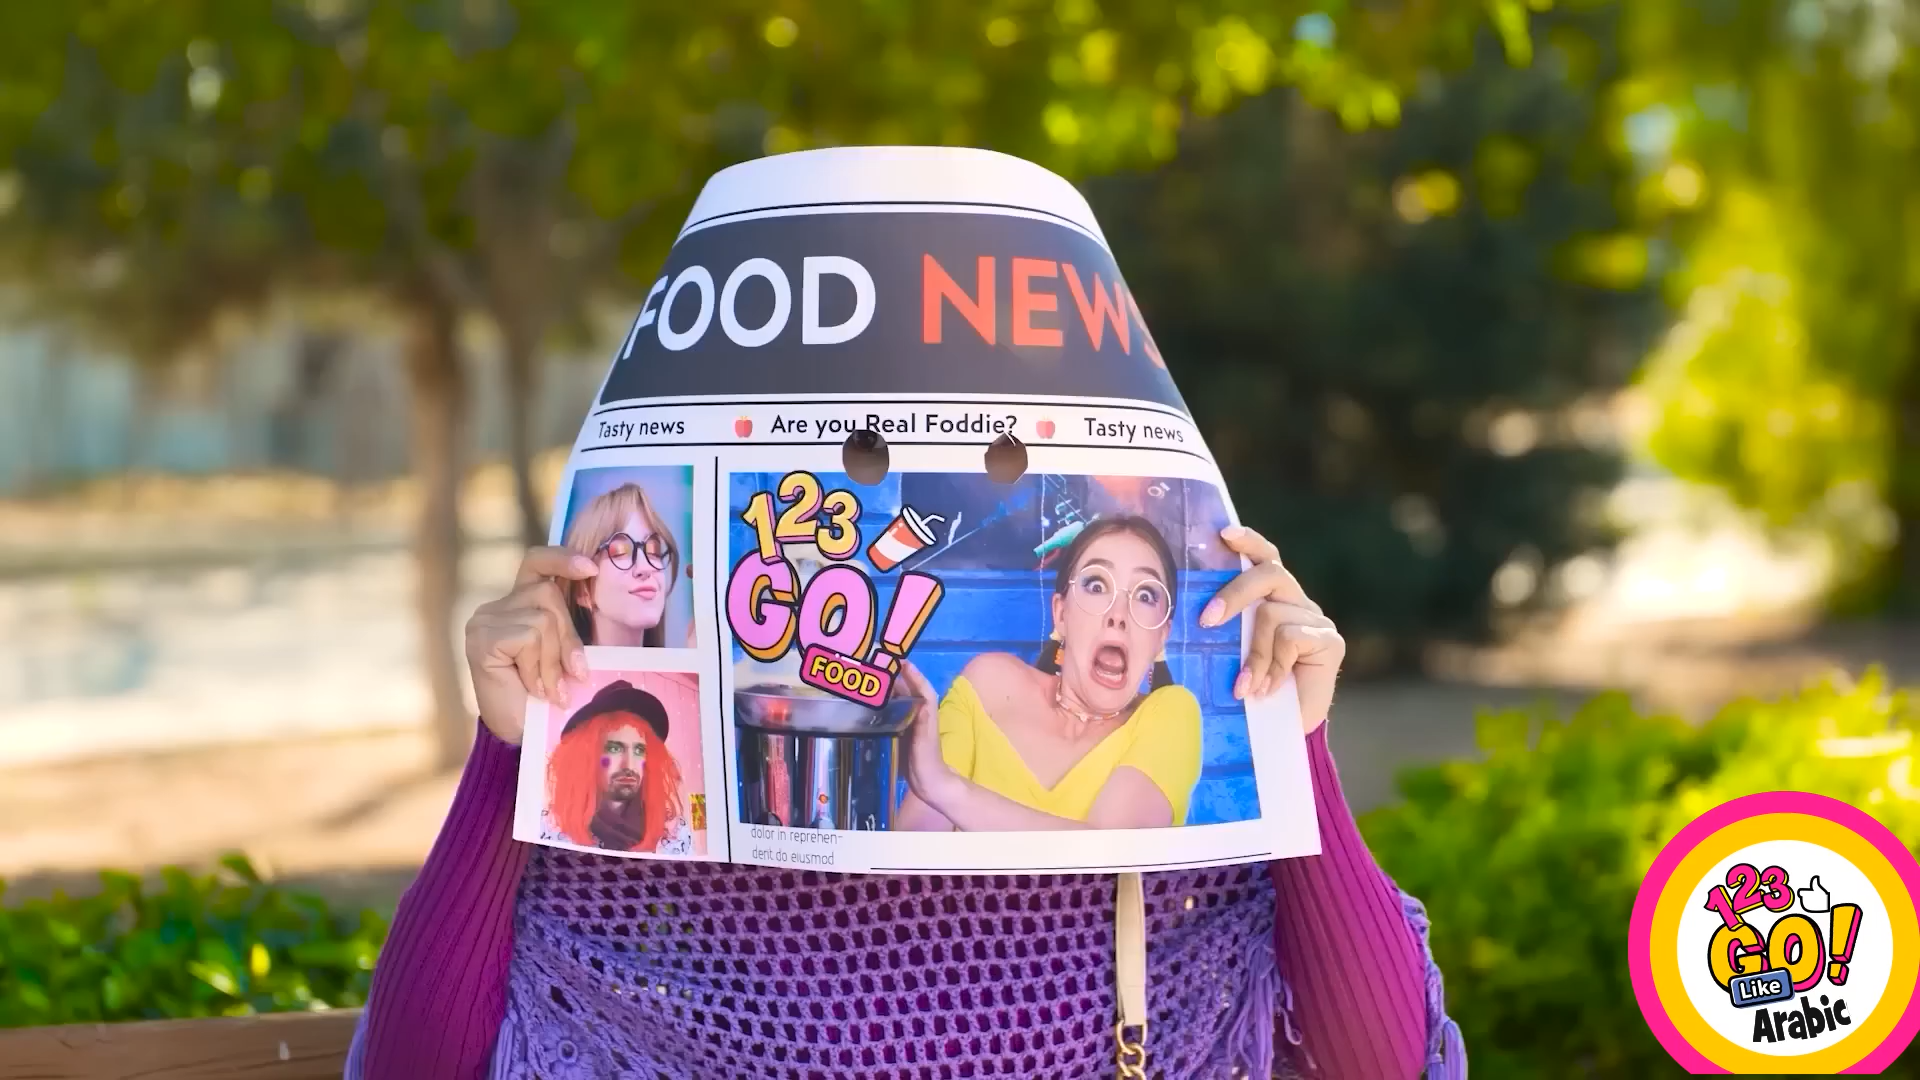 FOOD NEWS
Tasty news
Are you Real Foddie?
Tasty news
123
GO!
FOOD
dolor in reprehen-
dent do eiusmod
123
GO!
Like
Arabic